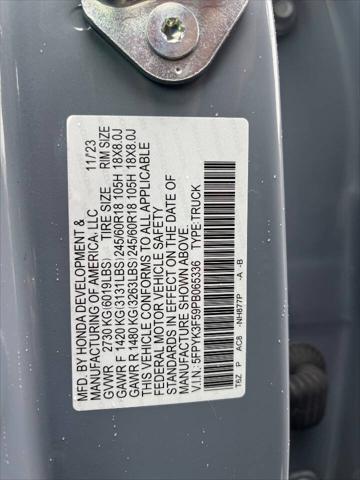 MFD. BY HONDA DEVELOPMENT &
MANUFACTURING OF AMERICA, LLC 11/23
GVWR 2730 KG(6019LBS) TIRE SIZE RIM SIZE
GAWR F 1420 KG(3131LBS) 245/60R18 105H 18X8.0J
GAWR R 1480 KG(3263LBS) 245/60R18 105H 18X8.0J
THIS VEHICLE CONFORMS TO ALL APPLICABLE
FEDERAL MOTOR VEHICLE SAFETY
STANDARDS IN EFFECT ON THE DATE OF
MANUFACTURE SHOWN ABOVE.
V.I.N.: 5FPYK3F59PB065336 TYPE:TRUCK
T6Z P AC8 -NH877P -A -B